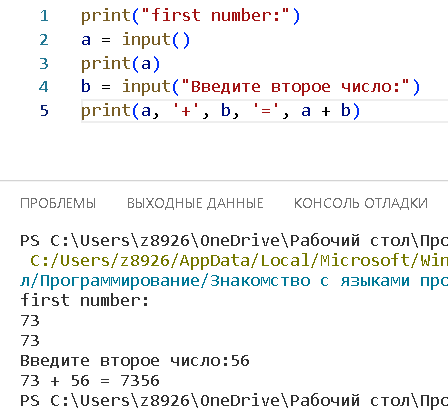 1 print("first number:")
2 a = input()
3 print(a)
4 b = input("Введите второе число:")
5 print(a, '+', b, '=', a + b)
ПРОБЛЕМЫ ВЫХОДНЫЕ ДАННЫЕ КОНСОЛЬ ОТЛАДКИ
PS C:\Users\z8926\OneDrive\Рабочий стол\Про
C:/Users/z8926/AppData/Local/Microsoft/Win
л/Программирование/Знакомство с языками про
first number:
73
73
Введите второе число:56
73 + 56 = 7356
PS C:\Users\z8926\OneDrive\Рабочий стол\Про